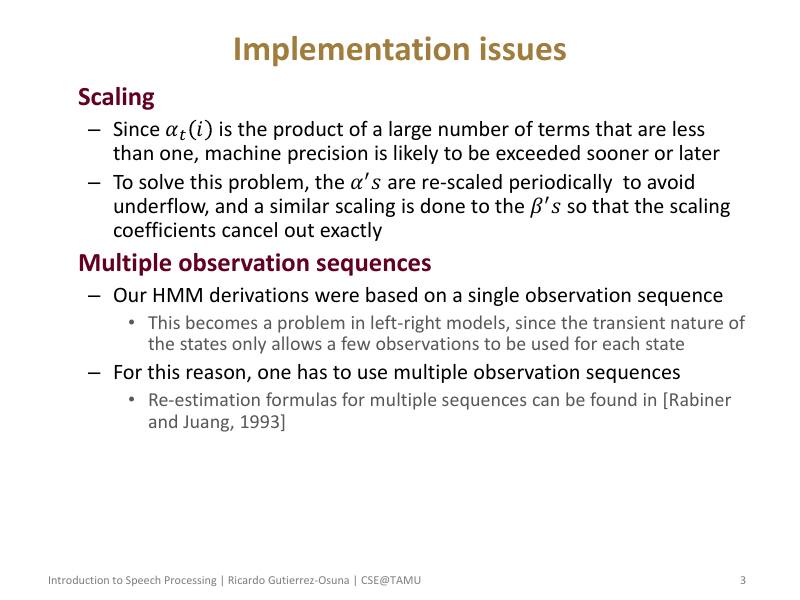 Implementation issues
Scaling
– Since 𝛼ₜ(𝑖) is the product of a large number of terms that are less
than one, machine precision is likely to be exceeded sooner or later
– To solve this problem, the 𝛼′𝑠 are re-scaled periodically to avoid
underflow, and a similar scaling is done to the 𝛽′𝑠 so that the scaling
coefficients cancel out exactly
Multiple observation sequences
– Our HMM derivations were based on a single observation sequence
• This becomes a problem in left-right models, since the transient nature of
the states only allows a few observations to be used for each state
– For this reason, one has to use multiple observation sequences
• Re-estimation formulas for multiple sequences can be found in [Rabiner
and Juang, 1993]
Introduction to Speech Processing | Ricardo Gutierrez-Osuna | CSE@TAMU
3